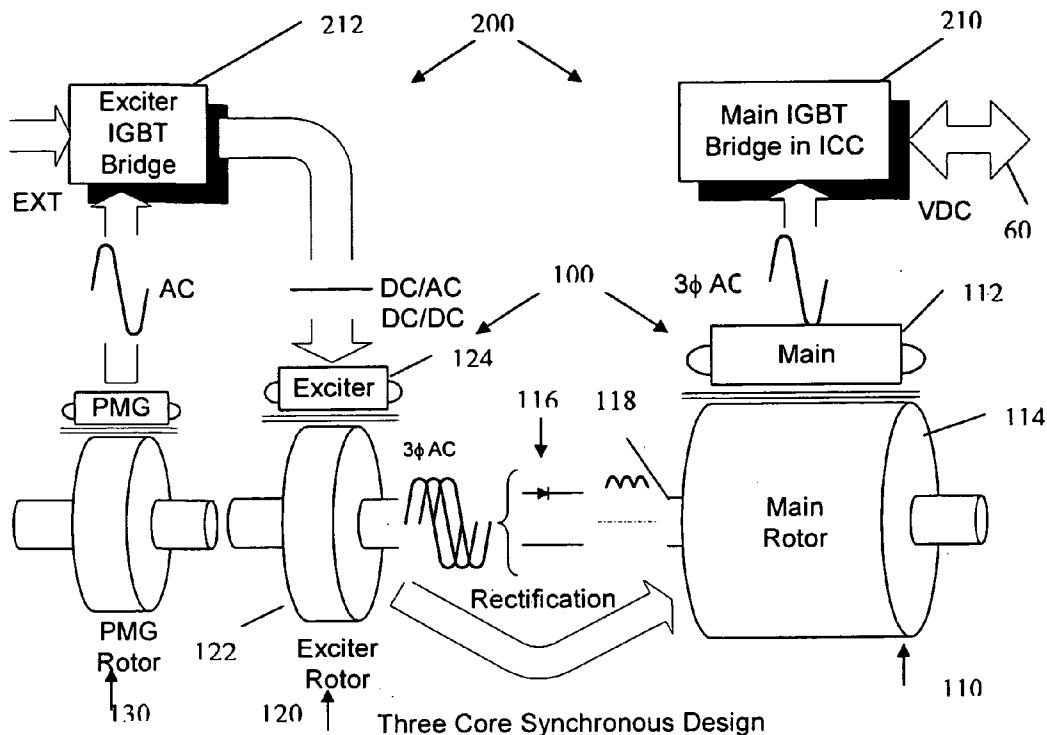 212
200
210
Exciter
IGBT
Bridge
Main IGBT
Bridge in ICC
EXT
VDC
60
AC
DC/AC
DC/DC
100
3ϕ AC
112
PMG
Exciter
124
Main
116
118
114
3ϕ AC
Main
Rotor
Rectification
PMG
Rotor
122
Exciter
Rotor
130
120
110
Three Core Synchronous Design